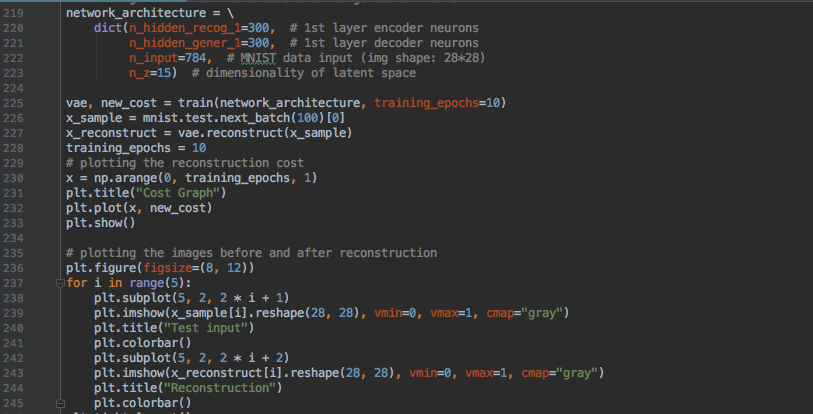 219 network_architecture = \
220     dict(n_hidden_recog_1=300,  # 1st layer encoder neurons
221          n_hidden_gener_1=300,  # 1st layer decoder neurons
222          n_input=784,  # MNIST data input (img shape: 28*28)
223          n_z=15)  # dimensionality of latent space
224
225 vae, new_cost = train(network_architecture, training_epochs=10)
226 x_sample = mnist.test.next_batch(100)[0]
227 x_reconstruct = vae.reconstruct(x_sample)
228 training_epochs = 10
229 # plotting the reconstruction cost
230 x = np.arange(0, training_epochs, 1)
231 plt.title("Cost Graph")
232 plt.plot(x, new_cost)
233 plt.show()
234
235 # plotting the images before and after reconstruction
236 plt.figure(figsize=(8, 12))
237 for i in range(5):
238     plt.subplot(5, 2, 2 * i + 1)
239     plt.imshow(x_sample[i].reshape(28, 28), vmin=0, vmax=1, cmap="gray")
240     plt.title("Test input")
241     plt.colorbar()
242     plt.subplot(5, 2, 2 * i + 2)
243     plt.imshow(x_reconstruct[i].reshape(28, 28), vmin=0, vmax=1, cmap="gray")
244     plt.title("Reconstruction")
245     plt.colorbar()